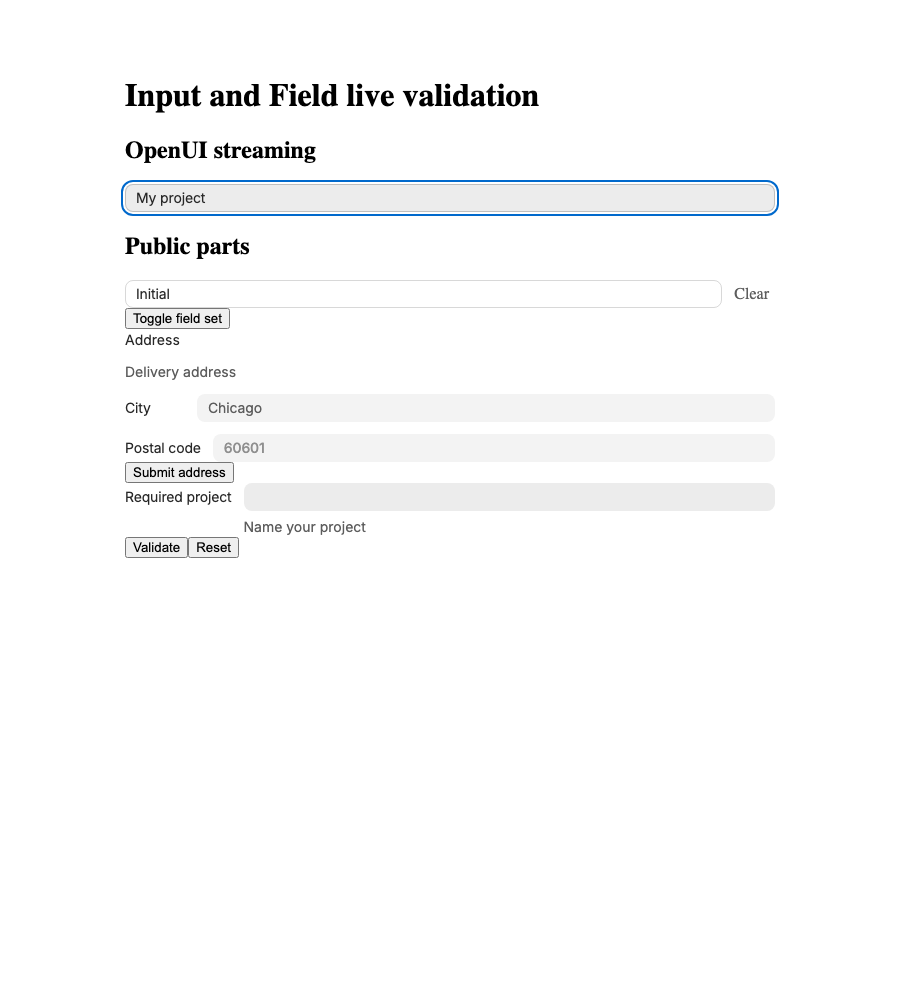 Input and Field live validation
OpenUI streaming
My project
Public parts
Initial Clear
Toggle field set
Address
Delivery address
City Chicago
Postal code 60601
Submit address
Required project
Name your project
Validate Reset